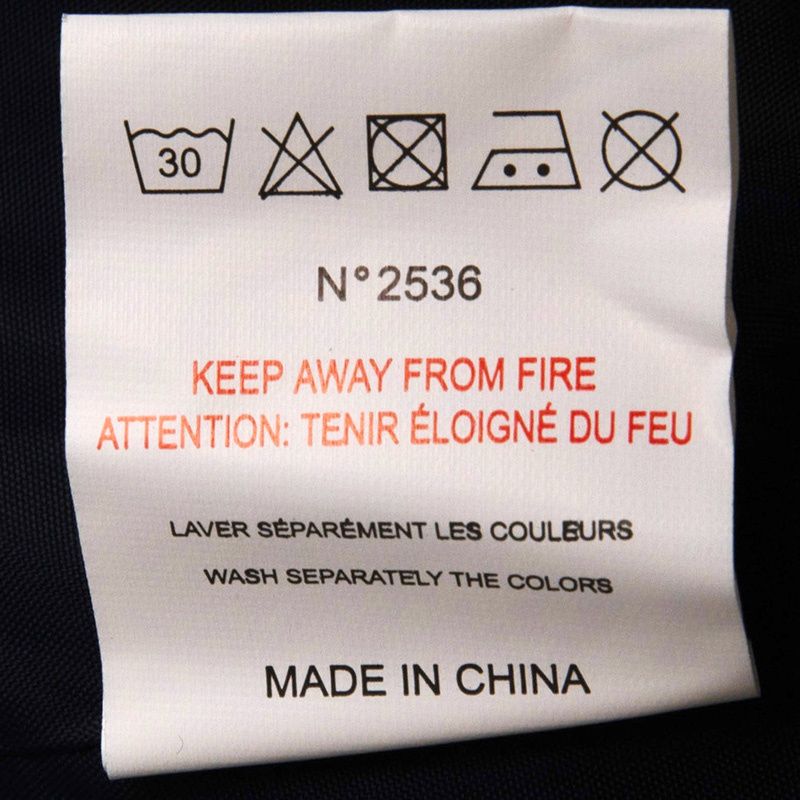 30
N°2536
KEEP AWAY FROM FIRE
ATTENTION: TENIR ÉLOIGNÉ DU FEU
LAVER SÉPARÉMENT LES COULEURS
WASH SEPARATELY THE COLORS
MADE IN CHINA